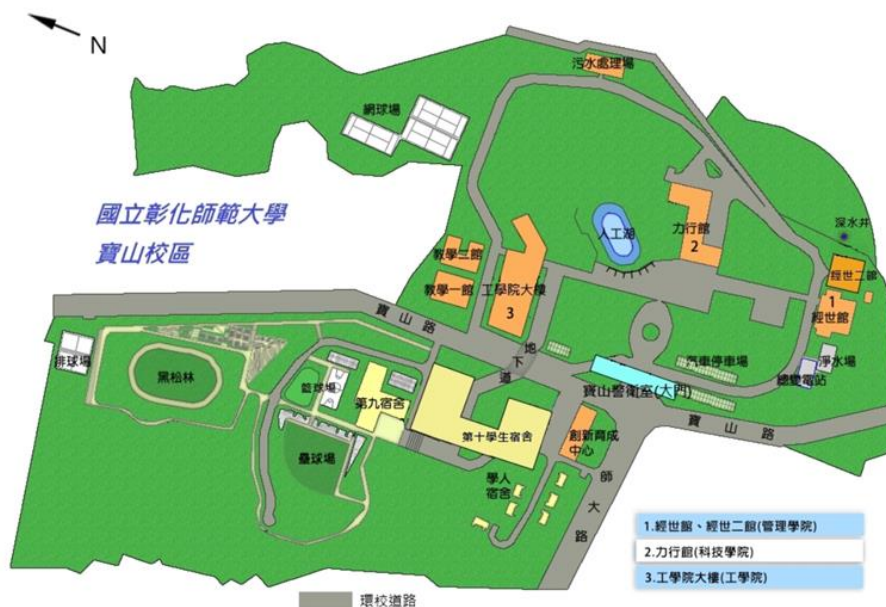 N
污水處理場
網球場
國立彰化師範大學
寶山校區
人工湖
力行館
2
深水井
教學二館
教學一館
工學院大樓
3
經世二館
1
經世館
寶山路
地下道
排球場
黑松林
籃球場
第九宿舍
汽車停車場
淨水場
總變電站
寶山警衛室(大門)
寶山路
第十學生宿舍
創新育成
中心
壘球場
學人
宿舍
師大路
1.經世館、經世二館(管理學院)
2.力行館(科技學院)
3.工學院大樓(工學院)
環校道路